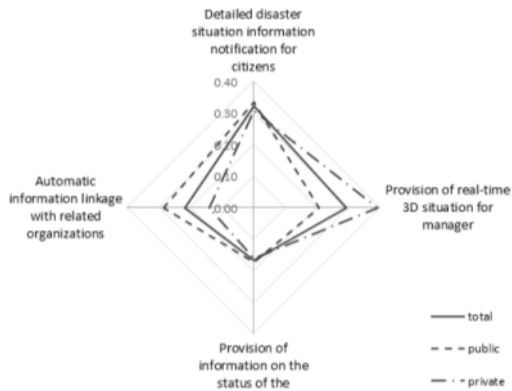 Detailed disaster
situation information
notification for
citizens
0.40
0.30
0.20
0.10
0.00
Automatic
information linkage
with related
organizations
Provision of real-time
3D situation for
manager
Provision of
information on the
status of the
total
public
private